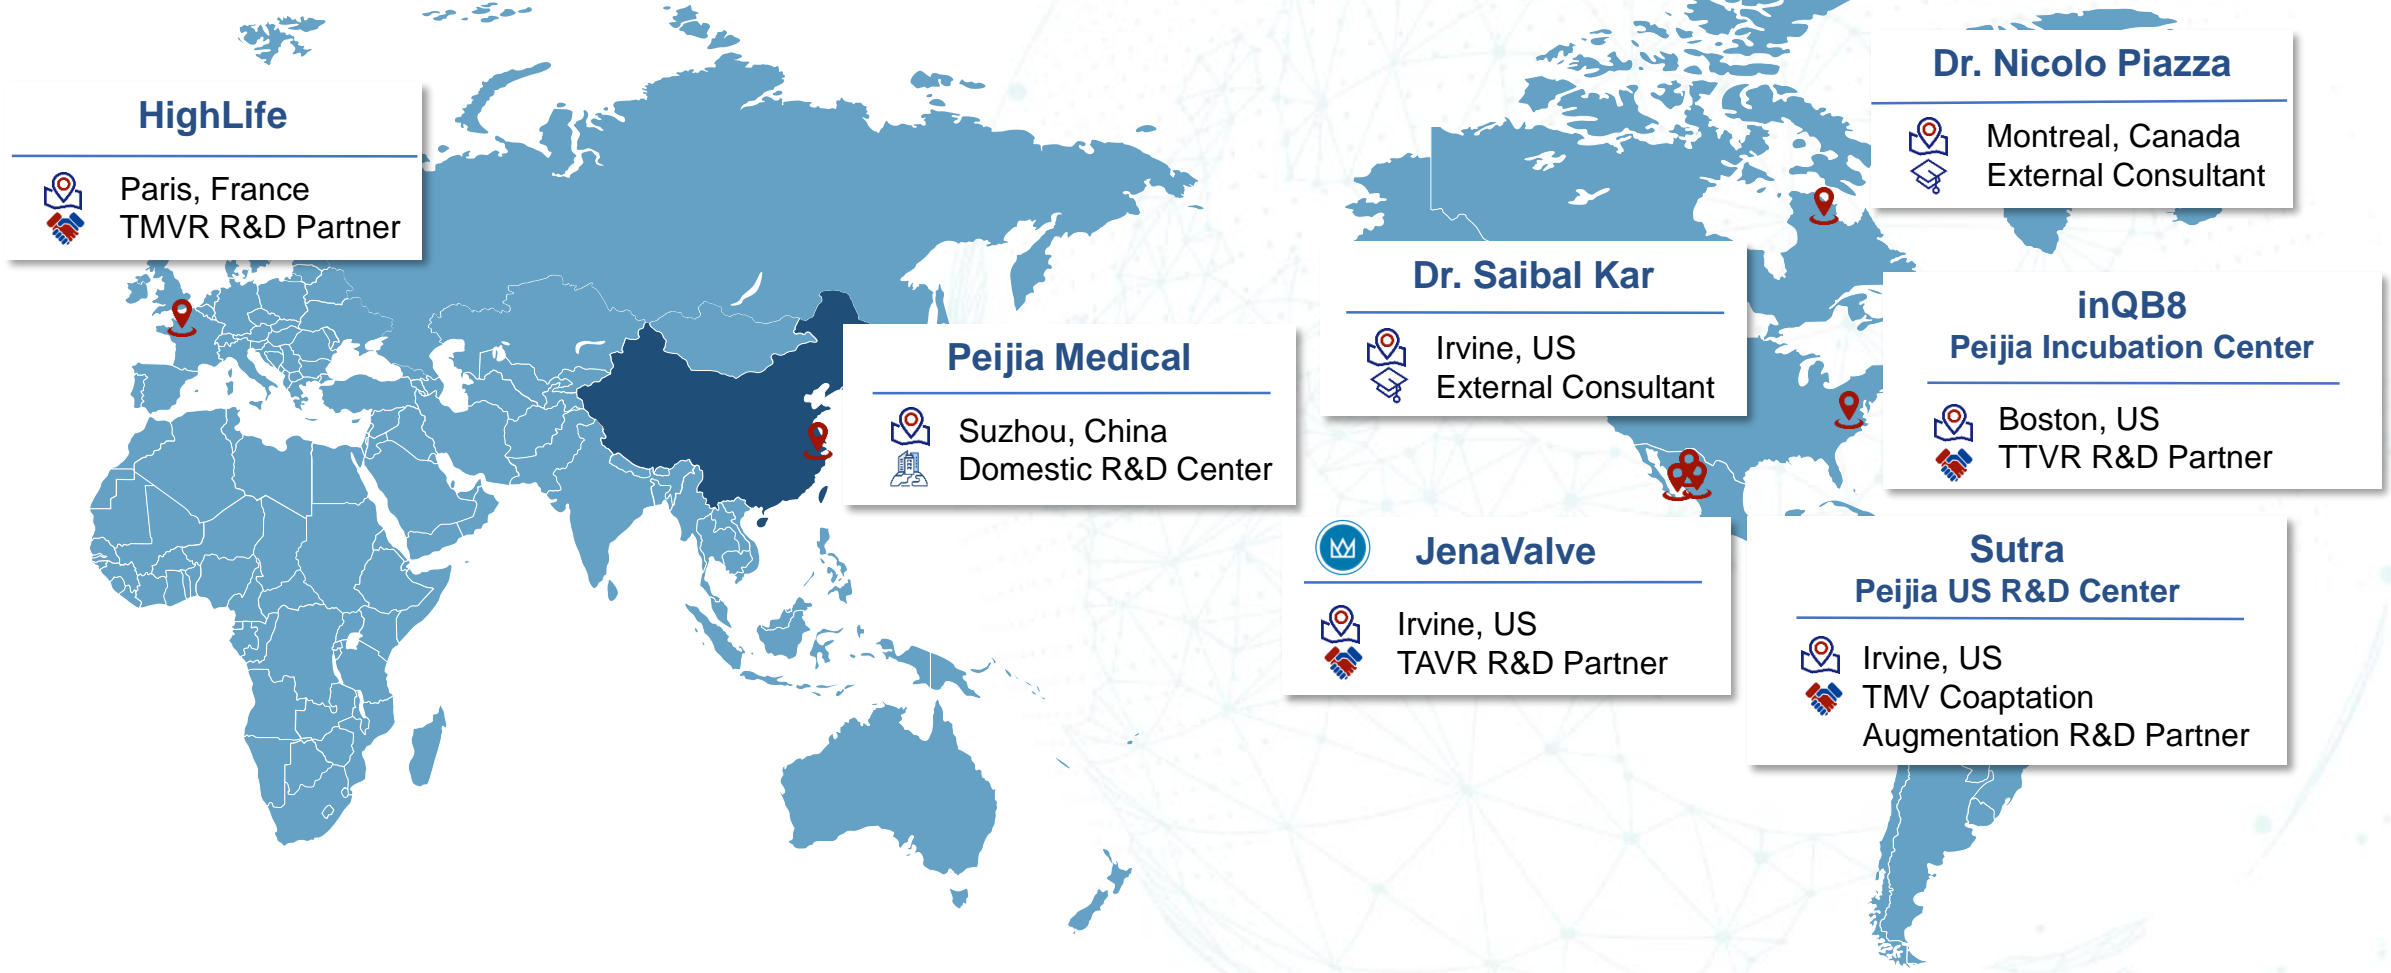 HighLife
Paris, France
TMVR R&D Partner
Peijia Medical
Suzhou, China
Domestic R&D Center
Dr. Nicolo Piazza
Montreal, Canada
External Consultant
Dr. Saibal Kar
Irvine, US
External Consultant
inQB8
Peijia Incubation Center
Boston, US
TTVR R&D Partner
JenaValve
Irvine, US
TAVR R&D Partner
Sutra
Peijia US R&D Center
Irvine, US
TMV Coaptation
Augmentation R&D Partner